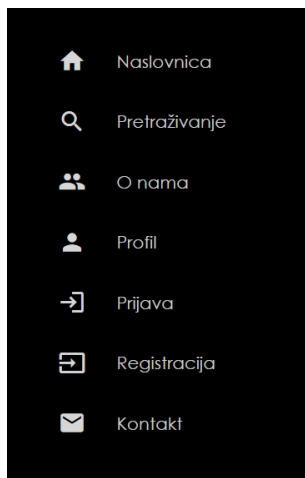 Naslovnica
Pretraživanje
O nama
Profil
Prijava
Registracija
Kontakt